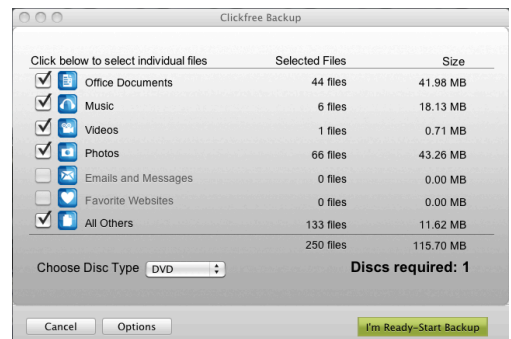 Clickfree Backup
Click below to select individual files Selected Files Size
Office Documents 44 files 41.98 MB
Music 6 files 18.13 MB
Videos 1 files 0.71 MB
Photos 66 files 43.26 MB
Emails and Messages 0 files 0.00 MB
Favorite Websites 0 files 0.00 MB
All Others 133 files 11.62 MB
250 files 115.70 MB
Choose Disc Type DVD Discs required: 1
Cancel Options I'm Ready-Start Backup